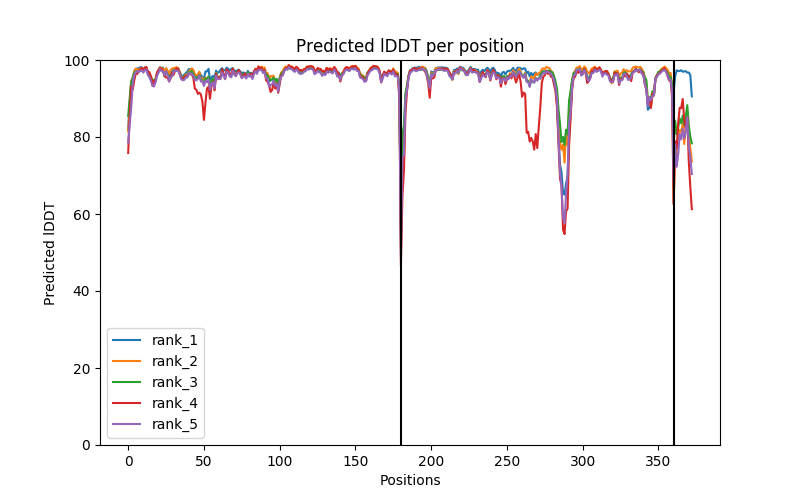 Predicted lDDT per position
Predicted lDDT
100
80
60
40
20
0
rank_1
rank_2
rank_3
rank_4
rank_5
0 50 100 150 200 250 300 350
Positions